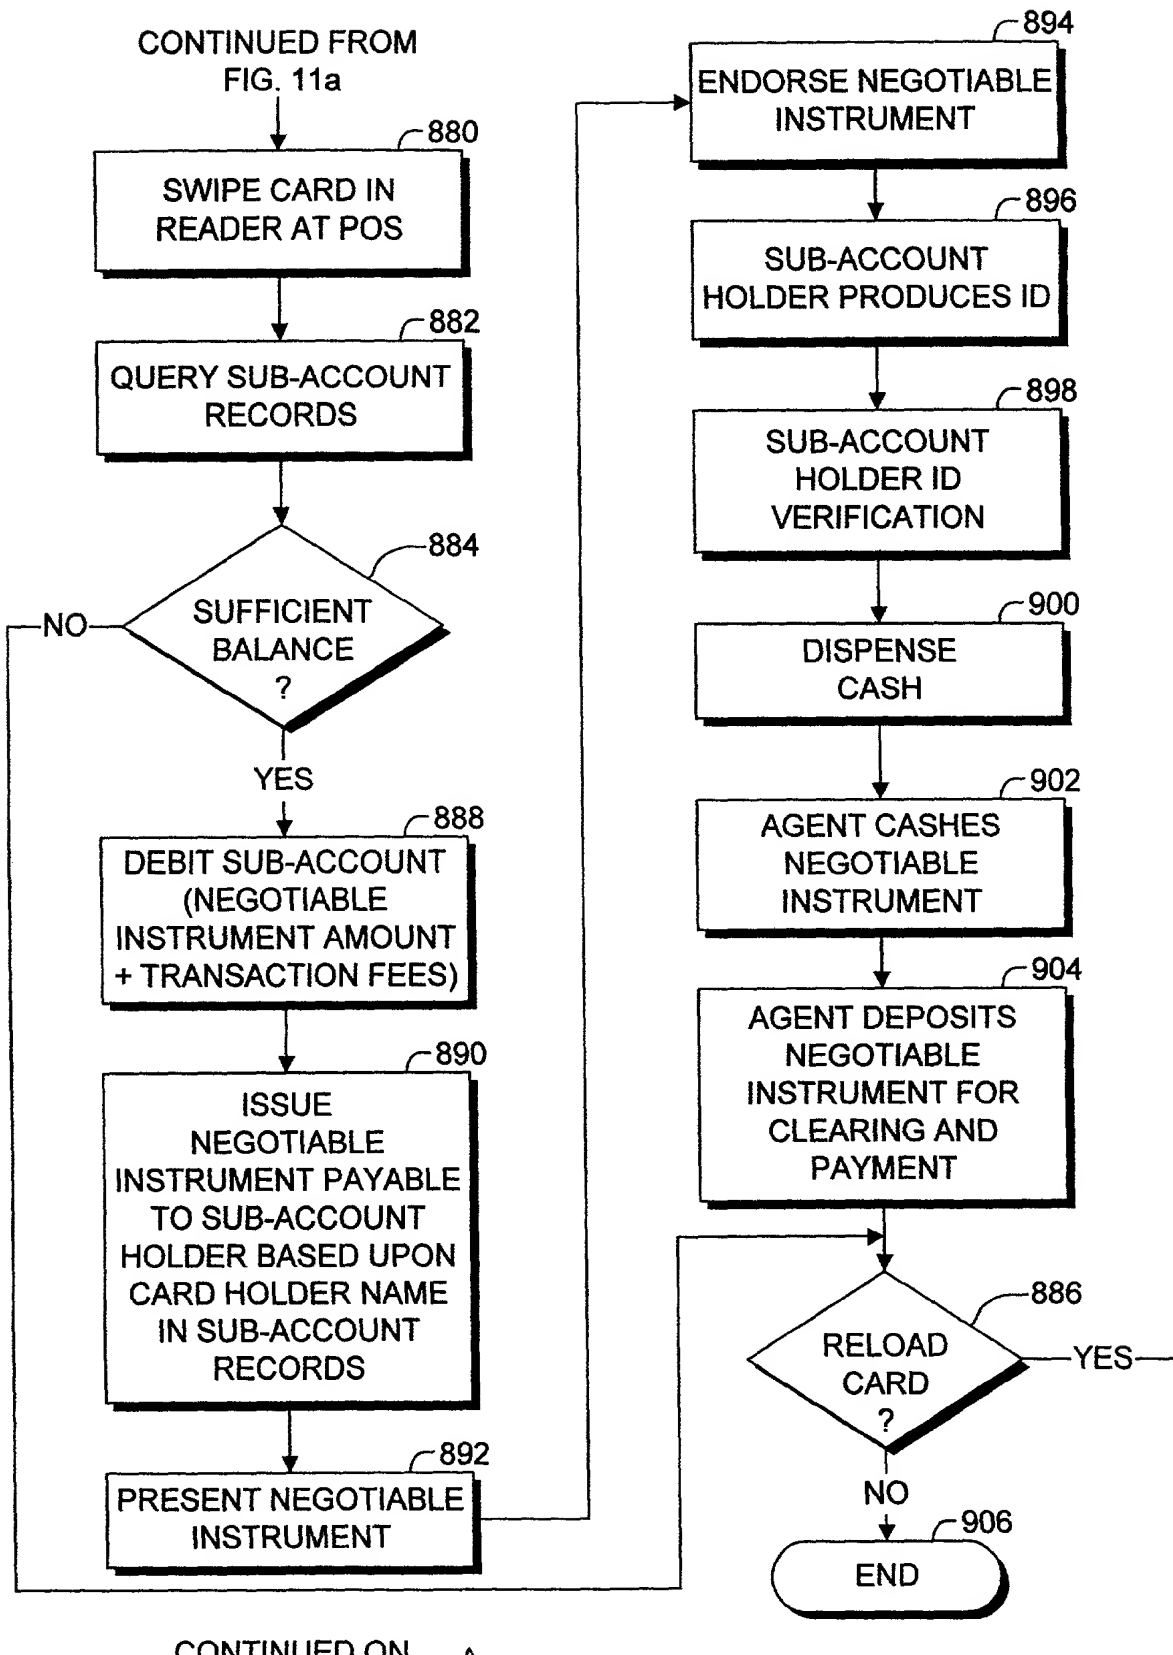 CONTINUED FROM
FIG. 11a
880
SWIPE CARD IN
READER AT POS
882
QUERY SUB-ACCOUNT
RECORDS
884
SUFFICIENT
BALANCE
?
NO
YES
888
DEBIT SUB-ACCOUNT
(NEGOTIABLE
INSTRUMENT AMOUNT
+ TRANSACTION FEES)
890
ISSUE
NEGOTIABLE
INSTRUMENT PAYABLE
TO SUB-ACCOUNT
HOLDER BASED UPON
CARD HOLDER NAME
IN SUB-ACCOUNT
RECORDS
892
PRESENT NEGOTIABLE
INSTRUMENT
894
ENDORSE NEGOTIABLE
INSTRUMENT
896
SUB-ACCOUNT
HOLDER PRODUCES ID
898
SUB-ACCOUNT
HOLDER ID
VERIFICATION
900
DISPENSE
CASH
902
AGENT CASHES
NEGOTIABLE
INSTRUMENT
904
AGENT DEPOSITS
NEGOTIABLE
INSTRUMENT FOR
CLEARING AND
PAYMENT
886
RELOAD
CARD
?
YES
NO
906
END
CONTINUED ON